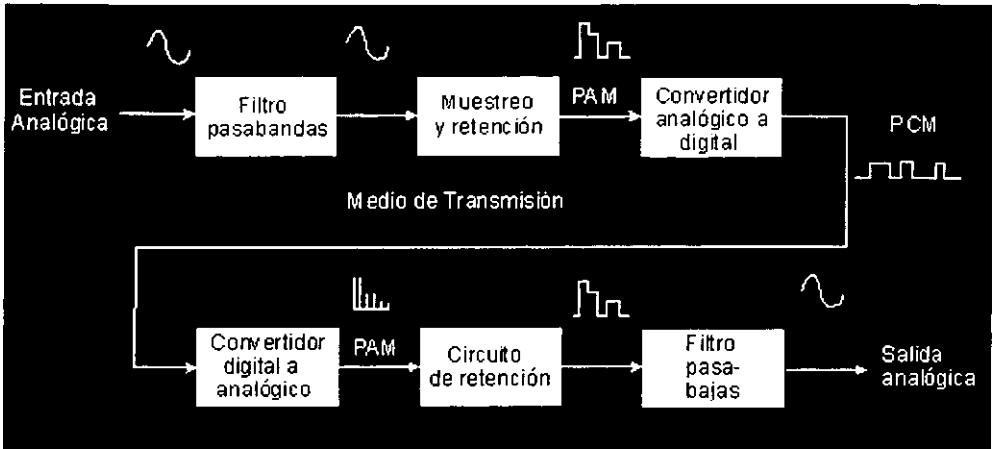 Entrada
Analógica
Filtro
pasabandas
Muestreo
y retención
PAM
Convertidor
analógico a
digital
PCM
Medio de Transmisión
Convertidor
digital a
analógico
PAM
Circuito
de retención
Filtro
pasa-
bajas
Salida
analógica